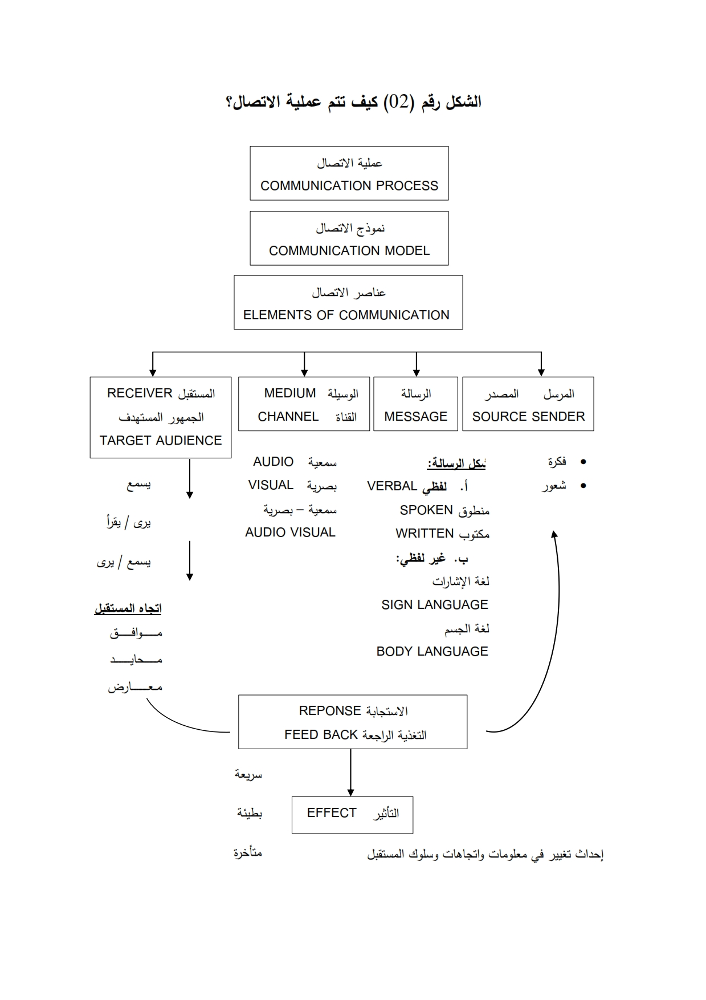 الشكل رقم (02) كيف تتم عملية الاتصال؟
عملية الاتصال
COMMUNICATION PROCESS
نموذج الاتصال
COMMUNICATION MODEL
عناصر الاتصال
ELEMENTS OF COMMUNICATION
المرسل المصدر
SOURCE SENDER
فكرة
شعور
الرسالة
MESSAGE
شكل الرسالة:
أ. لفظي VERBAL
منطوق SPOKEN
مكتوب WRITTEN
ب. غير لفظي:
لغة الإشارات
SIGN LANGUAGE
لغة الجسم
BODY LANGUAGE
الوسيلة MEDIUM
القناة CHANNEL
سمعية AUDIO
بصرية VISUAL
سمعية – بصرية
AUDIO VISUAL
المستقبل RECEIVER
الجمهور المستهدف
TARGET AUDIENCE
يسمع
يرى / يقرأ
يسمع / يرى
اتجاه المستقبل
مـــوافــق
مـــحايـــد
مـعـــــارض
الاستجابة REPONSE
التغذية الراجعة FEED BACK
سريعة
بطيئة
متأخرة
التأثير EFFECT
إحداث تغيير في معلومات واتجاهات وسلوك المستقبل